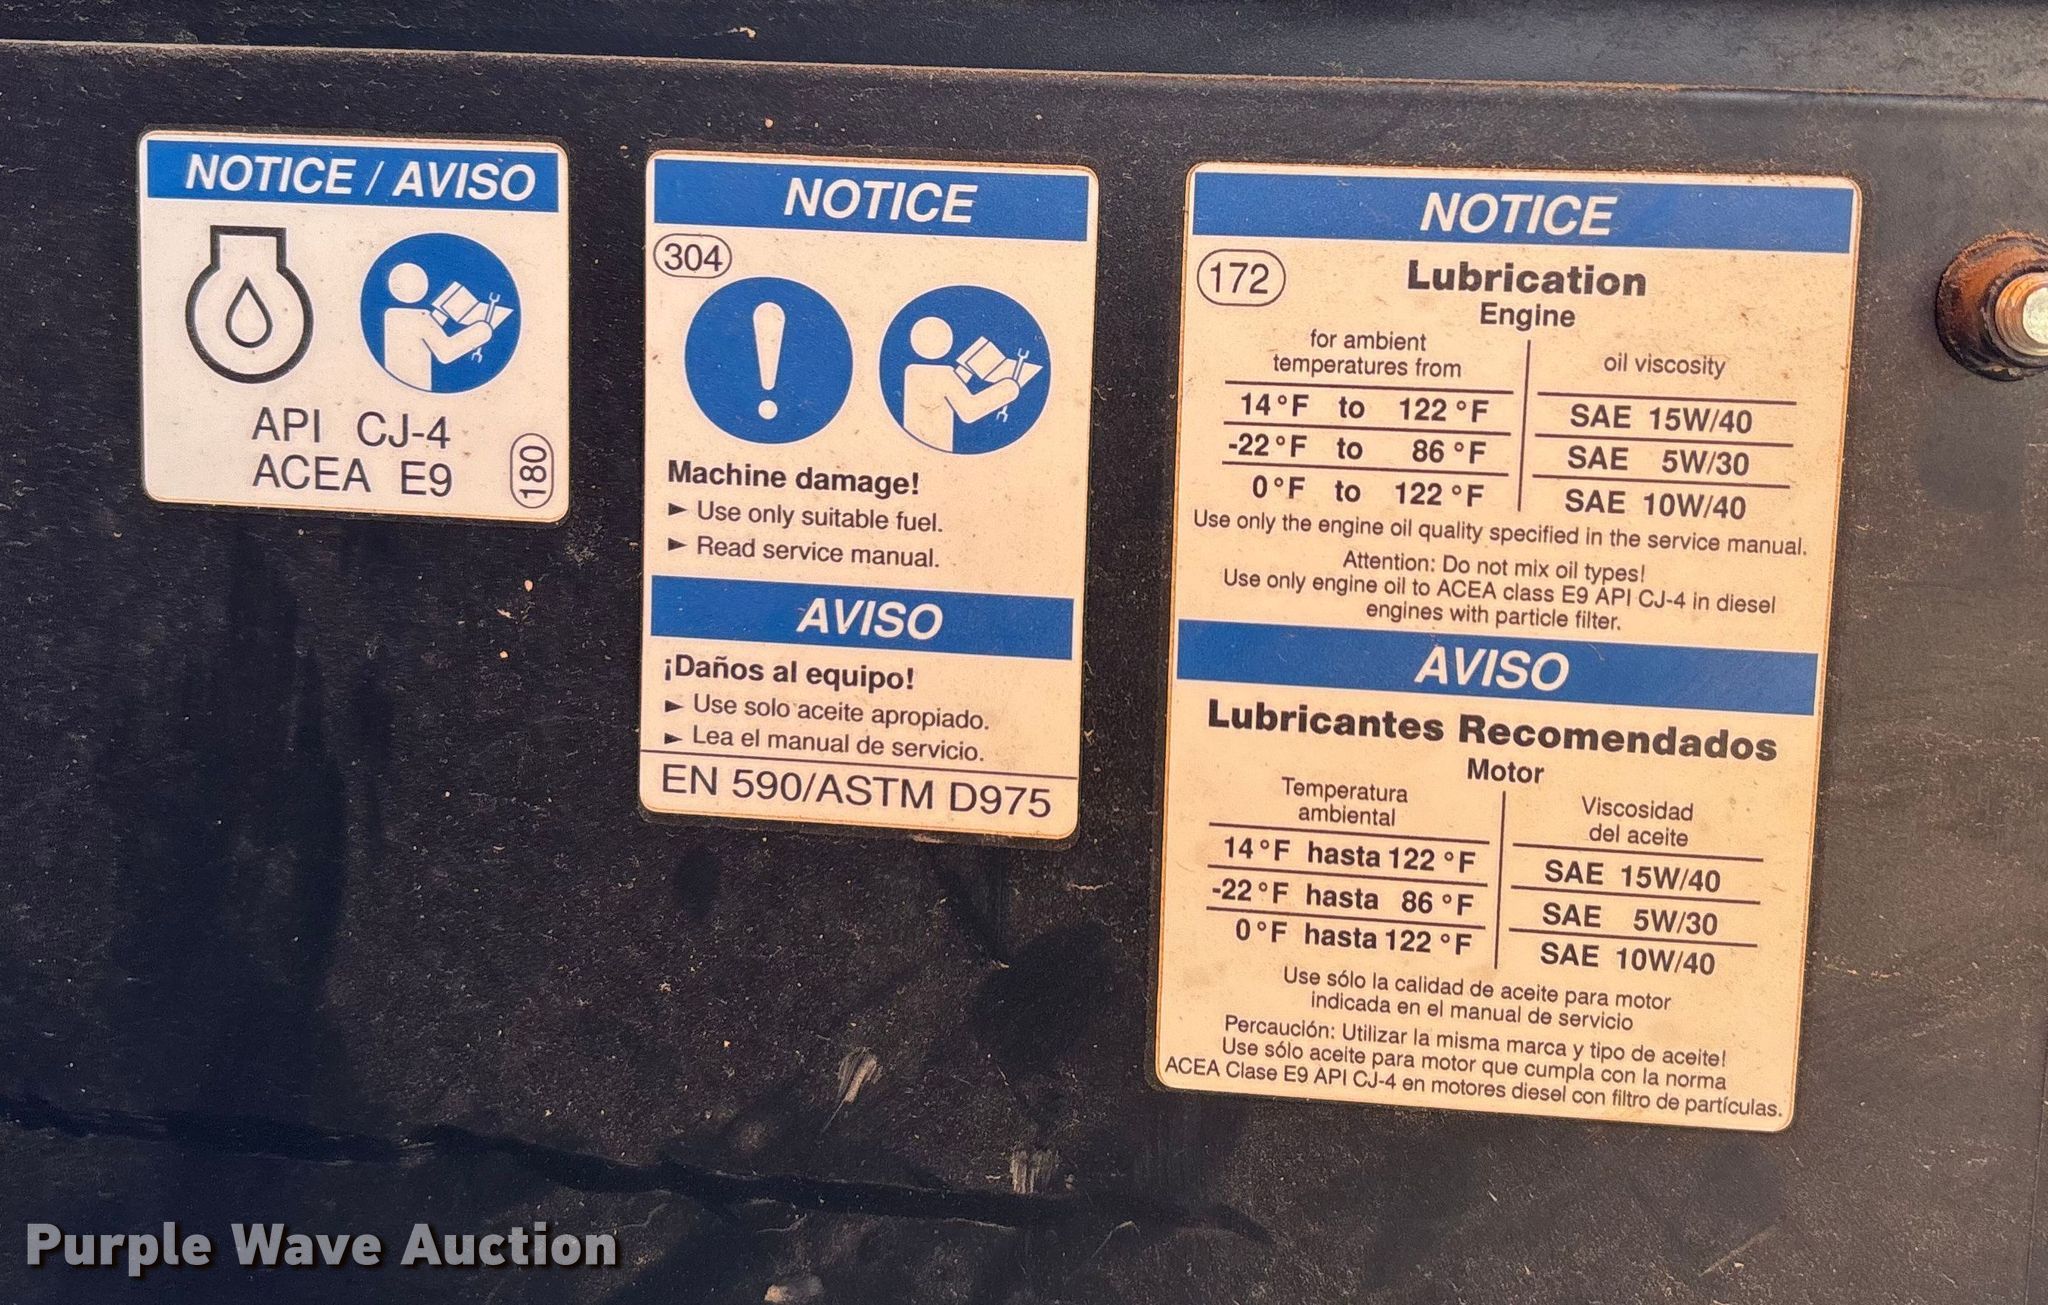 NOTICE / AVISO
API CJ-4
ACEA E9
180
NOTICE
304
Machine damage!
► Use only suitable fuel.
► Read service manual.
AVISO
¡Daños al equipo!
► Use solo aceite apropiado.
► Lea el manual de servicio.
EN 590/ASTM D975
NOTICE
172
Lubrication
Engine
for ambient
temperatures from
oil viscosity
14°F to 122°F SAE 15W/40
-22°F to 86°F SAE 5W/30
0°F to 122°F SAE 10W/40
Use only the engine oil quality specified in the service manual.
Attention: Do not mix oil types!
Use only engine oil to ACEA class E9 API CJ-4 in diesel
engines with particle filter.
AVISO
Lubricantes Recomendados
Motor
Temperatura
ambiental
Viscosidad
del aceite
14°F hasta 122°F SAE 15W/40
-22°F hasta 86°F SAE 5W/30
0°F hasta 122°F SAE 10W/40
Use sólo la calidad de aceite para motor
indicada en el manual de servicio
Percaución: Utilizar la misma marca y tipo de aceite!
Use sólo aceite para motor que cumpla con la norma
ACEA Clase E9 API CJ-4 en motores diesel con filtro de partículas.
Purple Wave Auction